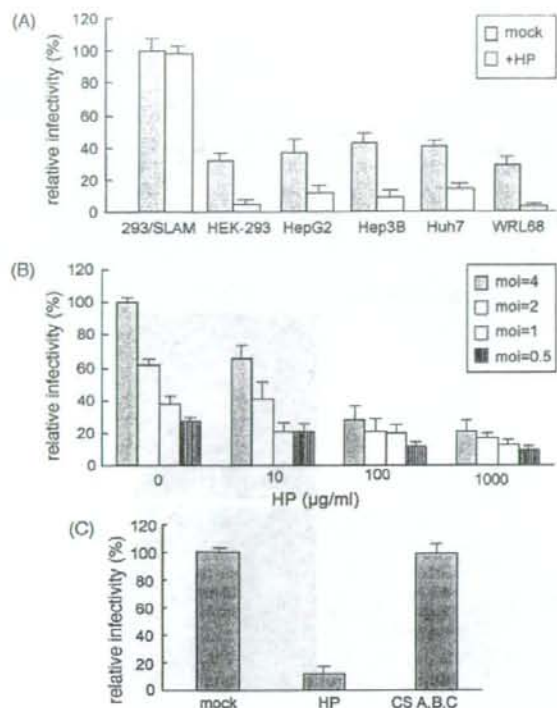 (A)
relative infectivity (%)
120
100
80
60
40
20
0
mock
+HP
293/SLAM HEK-293 HepG2 Hep3B Huh7 WRL68
(B)
relative infectivity (%)
120
100
80
60
40
20
0
moi=4
moi=2
moi=1
moi=0.5
0 10 100 1000
HP (µg/ml)
(C)
relative infectivity (%)
120
100
80
60
40
20
0
mock HP CS A,B,C